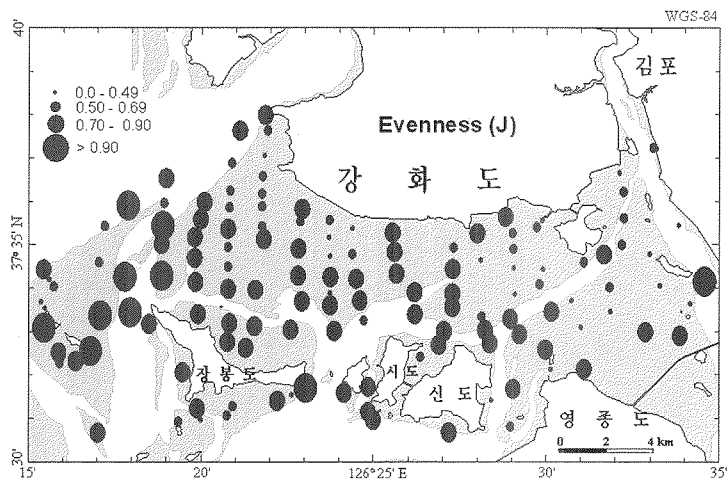 WGS-84
40'
김포
0.0 - 0.49
0.50 - 0.69
0.70 - 0.90
> 0.90
Evenness (J)
강 화 도
37° 35' N
장 봉 도
시 도
신 도
영 종 도
0 2 4 km
30'
15' 20' 126° 25' E 30' 35'